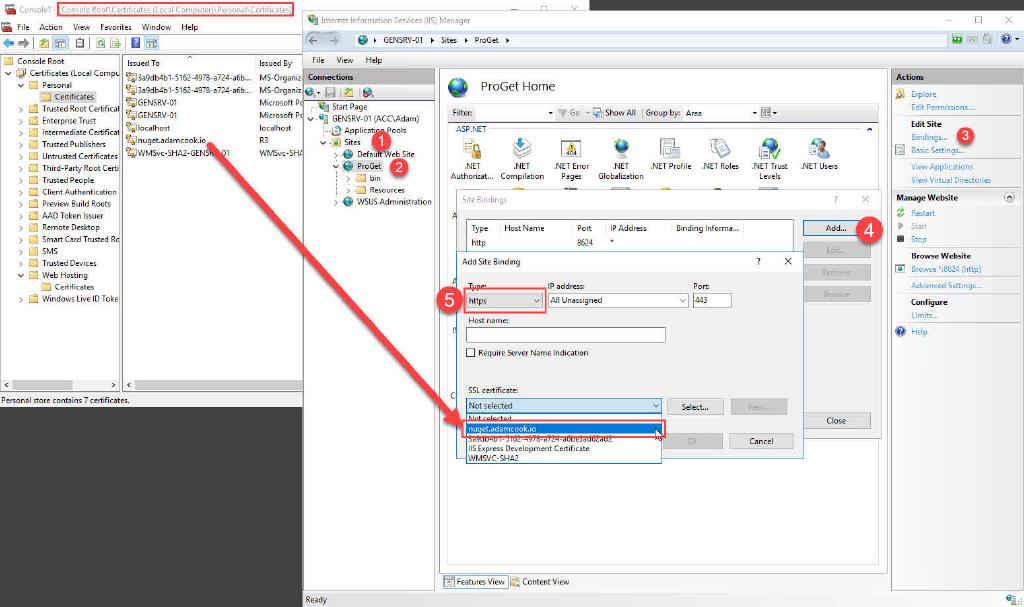 Console1 - [Console Root\Certificates (Local Computer)\Personal\Certificates]
File Action View Favorites Window Help
Console Root
Certificates (Local Compu
Personal
Certificates
Trusted Root Certificat
Enterprise Trust
Intermediate Certificat
Trusted Publishers
Untrusted Certificates
Third-Party Root Certi
Trusted People
Client Authentication
Preview Build Roots
AAD Token Issuer
Remote Desktop
Smart Card Trusted Ro
SMS
Trusted Devices
Web Hosting
Certificates
Windows Live ID Toke
Issued To Issued By
3a9db4b1-5162-4978-a724-a6b... MS-Organiz
3a9db4b1-5162-4978-a724-a6b... MS-Organiz
GENSRV-01 Microsoft Po
GENSRV-01 Microsoft Po
localhost localhost
nuget.adamcook.io R3
WMSvc-SHA2-GENSRV-01 WMSvc-SHA
Personal store contains 7 certificates.
Internet Information Services (IIS) Manager
GENSRV-01 Sites ProGet
File View Help
Connections
Start Page
GENSRV-01 (ACC\Adam)
Application Pools
Sites
1
Default Web Site
ProGet
2
bin
Resources
WSUS Administration
ProGet Home
Filter: Go Show All Group by: Area
ASP.NET
.NET Authorizat...
.NET Compilation
.NET Error Pages
.NET Globalization
.NET Profile
.NET Roles
.NET Trust Levels
.NET Users
Site Bindings
?
Type Host Name Port IP Address Binding Informa...
http 8624 *
Add...
4
Edit...
Remove
Browse
Close
Add Site Binding
?
Type: IP address: Port:
5
https All Unassigned 443
Host name:
Require Server Name Indication
SSL certificate:
Not selected Select... View...
Not selected
nuget.adamcook.io
IIS Express Development Certificate
WMSVC-SHA2
OK Cancel
Features View Content View
Ready
Actions
Explore
Edit Permissions...
Edit Site
Bindings...
3
Basic Settings...
View Applications
View Virtual Directories
Manage Website
Restart
Start
Stop
Browse Website
Browse *:8624 (http)
Advanced Settings...
Configure
Limits...
Help